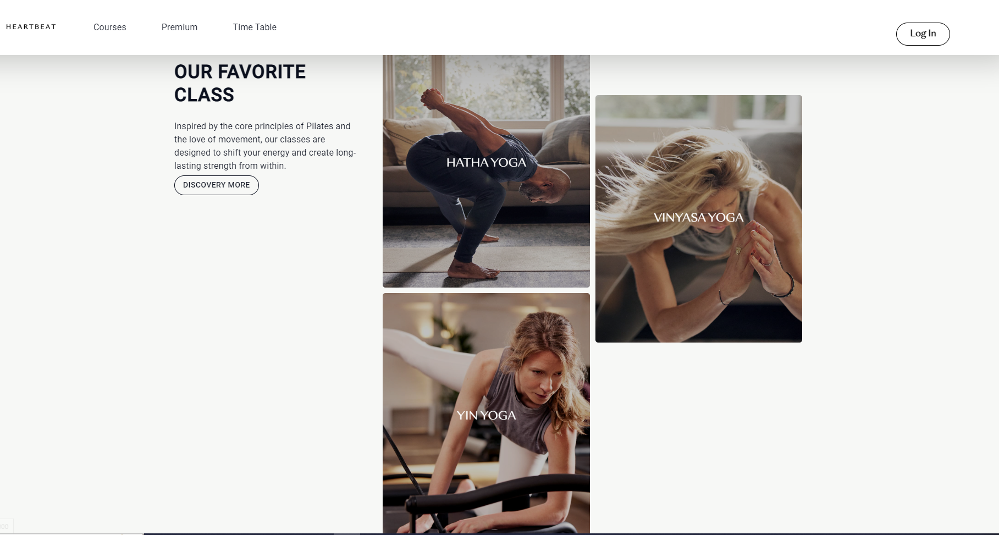 HEARTBEAT
Courses
Premium
Time Table
Log In
OUR FAVORITE
CLASS
Inspired by the core principles of Pilates and
the love of movement, our classes are
designed to shift your energy and create long-
lasting strength from within.
DISCOVERY MORE
HATHA YOGA
VINYASA YOGA
YIN YOGA